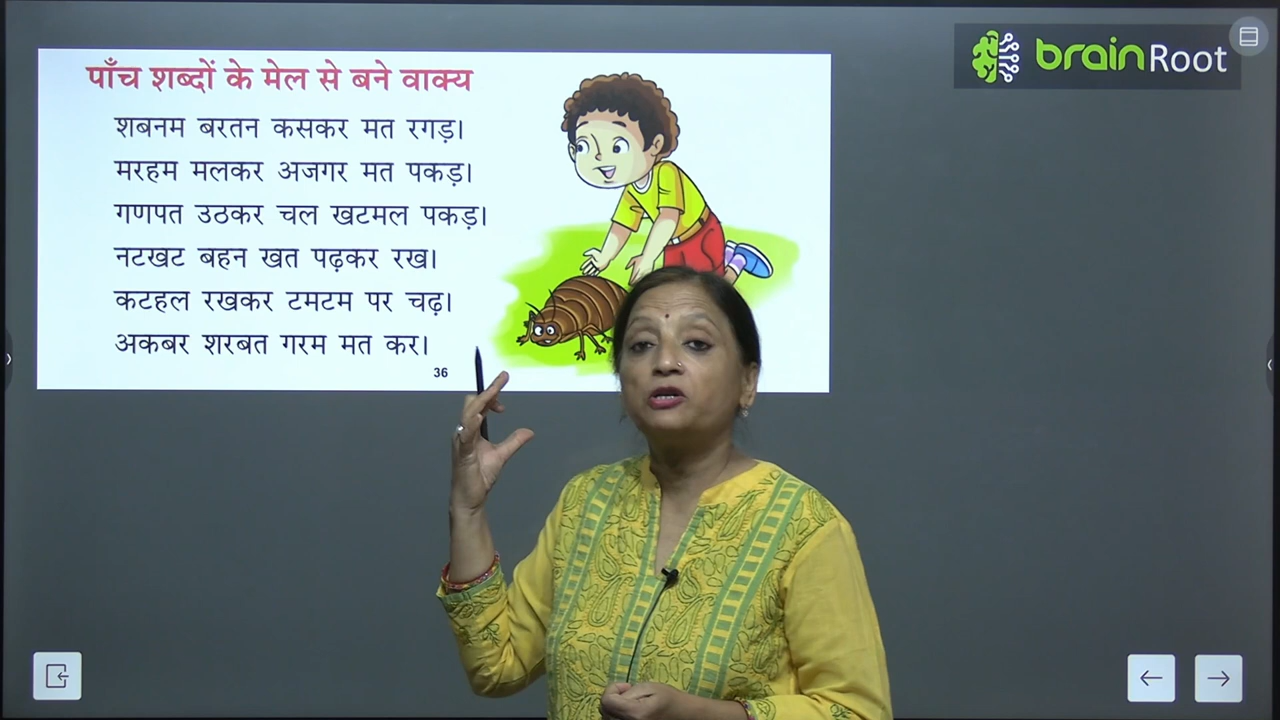 पाँच शब्दों के मेल से बने वाक्य
शबनम बरतन कसकर मत रगड़।
मरहम मलकर अजगर मत पकड़।
गणपत उठकर चल खटमल पकड़।
नटखट बहन खत पढ़कर रख।
कटहल रखकर टमटम पर चढ़।
अकबर शरबत गरम मत कर।
36
brainRoot